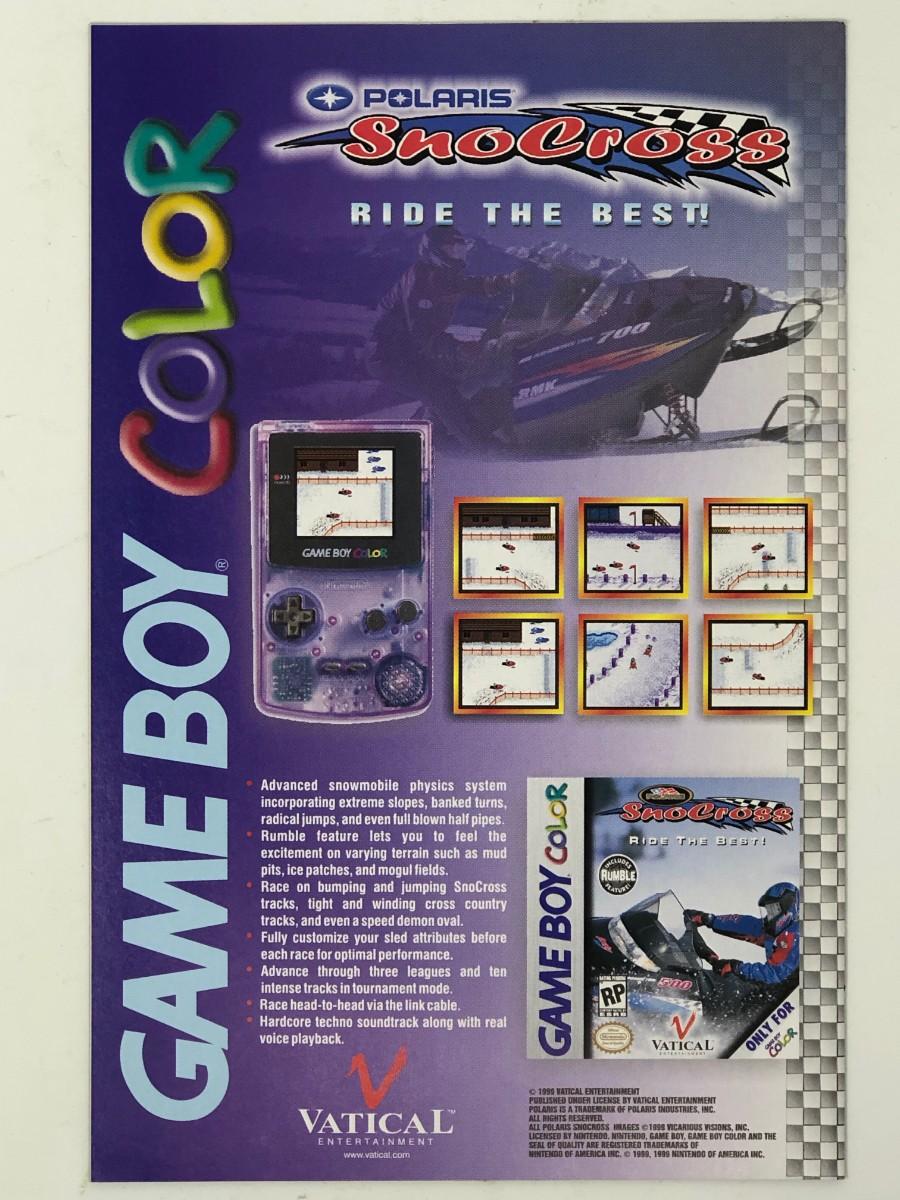 POLARIS
SnoCross
RIDE THE BEST!
GAME BOY® COLOR
700
RMK
GAME BOY COLOR
Nintendo
• Advanced snowmobile physics system
incorporating extreme slopes, banked turns,
radical jumps, and even full blown half pipes.
• Rumble feature lets you to feel the
excitement on varying terrain such as mud
pits, ice patches, and mogul fields.
• Race on bumping and jumping SnoCross
tracks, tight and winding cross country
tracks, and even a speed demon oval.
• Fully customize your sled attributes before
each race for optimal performance.
• Advance through three leagues and ten
intense tracks in tournament mode.
• Race head-to-head via the link cable.
• Hardcore techno soundtrack along with real
voice playback.
VATICAL™
ENTERTAINMENT
www.vatical.com
GAME BOY COLOR
SnoCross
RIDE THE BEST!
INCLUDES
RUMBLE
FEATURE!
500
RATING PENDING
RP
ESRB
Nintendo
VATICAL
ENTERTAINMENT
ONLY FOR
GAME BOY
COLOR
© 1999 VATICAL ENTERTAINMENT
PUBLISHED UNDER LICENSE BY VATICAL ENTERTAINMENT
POLARIS IS A TRADEMARK OF POLARIS INDUSTRIES, INC.
ALL RIGHTS RESERVED.
ALL POLARIS SNOCROSS IMAGES ©1999 VICARIOUS VISIONS, INC.
LICENSED BY NINTENDO. NINTENDO, GAME BOY, GAME BOY COLOR AND THE
SEAL OF QUALITY ARE REGISTERED TRADEMARKS OF
NINTENDO OF AMERICA INC. © 1999, 1999 NINTENDO OF AMERICA INC.